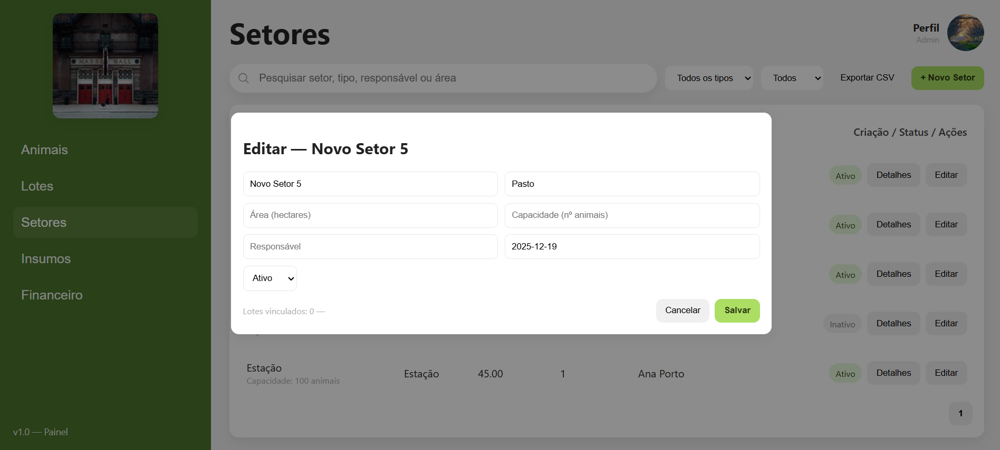 MASSEY HALL
Animais
Lotes
Setores
Insumos
Financeiro
v1.0 — Painel
Setores
Perfil
Admin
Pesquisar setor, tipo, responsável ou área
Todos os tipos
Todos
Exportar CSV
+ Novo Setor
Criação / Status / Ações
Ativo Detalhes Editar
Ativo Detalhes Editar
Ativo Detalhes Editar
Inativo Detalhes Editar
Estação Estação 45.00 1 Ana Porto Ativo Detalhes Editar
Capacidade: 100 animais
1
Editar — Novo Setor 5
Novo Setor 5
Pasto
Área (hectares)
Capacidade (nº animais)
Responsável
2025-12-19
Ativo
Lotes vinculados: 0 —
Cancelar
Salvar